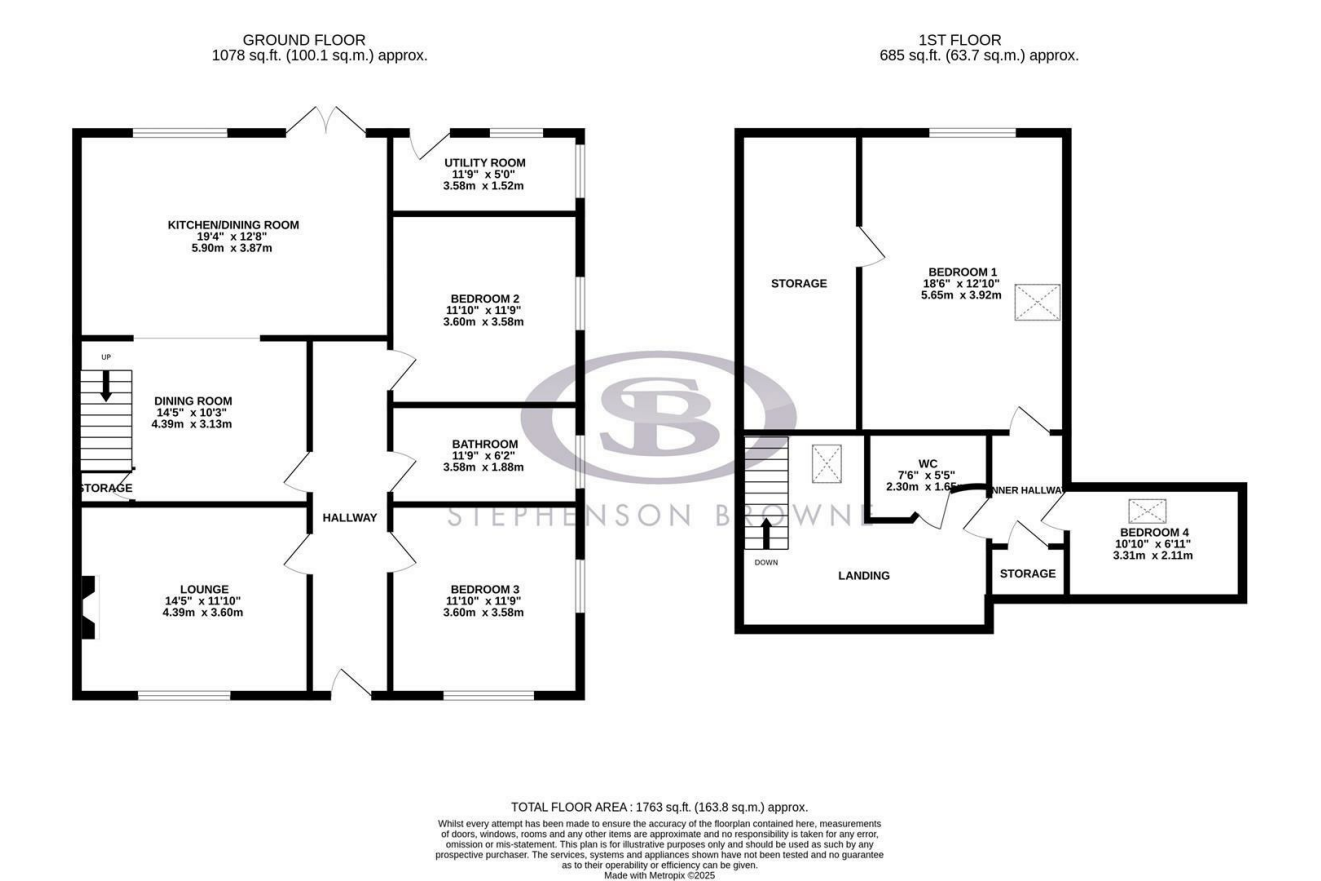 GROUND FLOOR
1078 sq.ft. (100.1 sq.m.) approx.
UTILITY ROOM
11'9" x 5'0"
3.58m x 1.52m
KITCHEN/DINING ROOM
19'4" x 12'8"
5.90m x 3.87m
BEDROOM 2
11'10" x 11'9"
3.60m x 3.58m
UP
DINING ROOM
14'5" x 10'3"
4.39m x 3.13m
STORAGE
BATHROOM
11'9" x 6'2"
3.58m x 1.88m
HALLWAY
LOUNGE
14'5" x 11'10"
4.39m x 3.60m
BEDROOM 3
11'10" x 11'9"
3.60m x 3.58m
SB
STEPHENSON BROWNE
1ST FLOOR
685 sq.ft. (63.7 sq.m.) approx.
STORAGE
BEDROOM 1
18'6" x 12'10"
5.65m x 3.92m
WC
7'6" x 5'5"
2.30m x 1.65m
INNER HALLWAY
BEDROOM 4
10'10" x 6'11"
3.31m x 2.11m
DOWN
LANDING
STORAGE
TOTAL FLOOR AREA : 1763 sq.ft. (163.8 sq.m.) approx.
Whilst every attempt has been made to ensure the accuracy of the floorplan contained here, measurements
of doors, windows, rooms and any other items are approximate and no responsibility is taken for any error,
omission or mis-statement. This plan is for illustrative purposes only and should be used as such by any
prospective purchaser. The services, systems and appliances shown have not been tested and no guarantee
as to their operability or efficiency can be given.
Made with Metropix ©2025